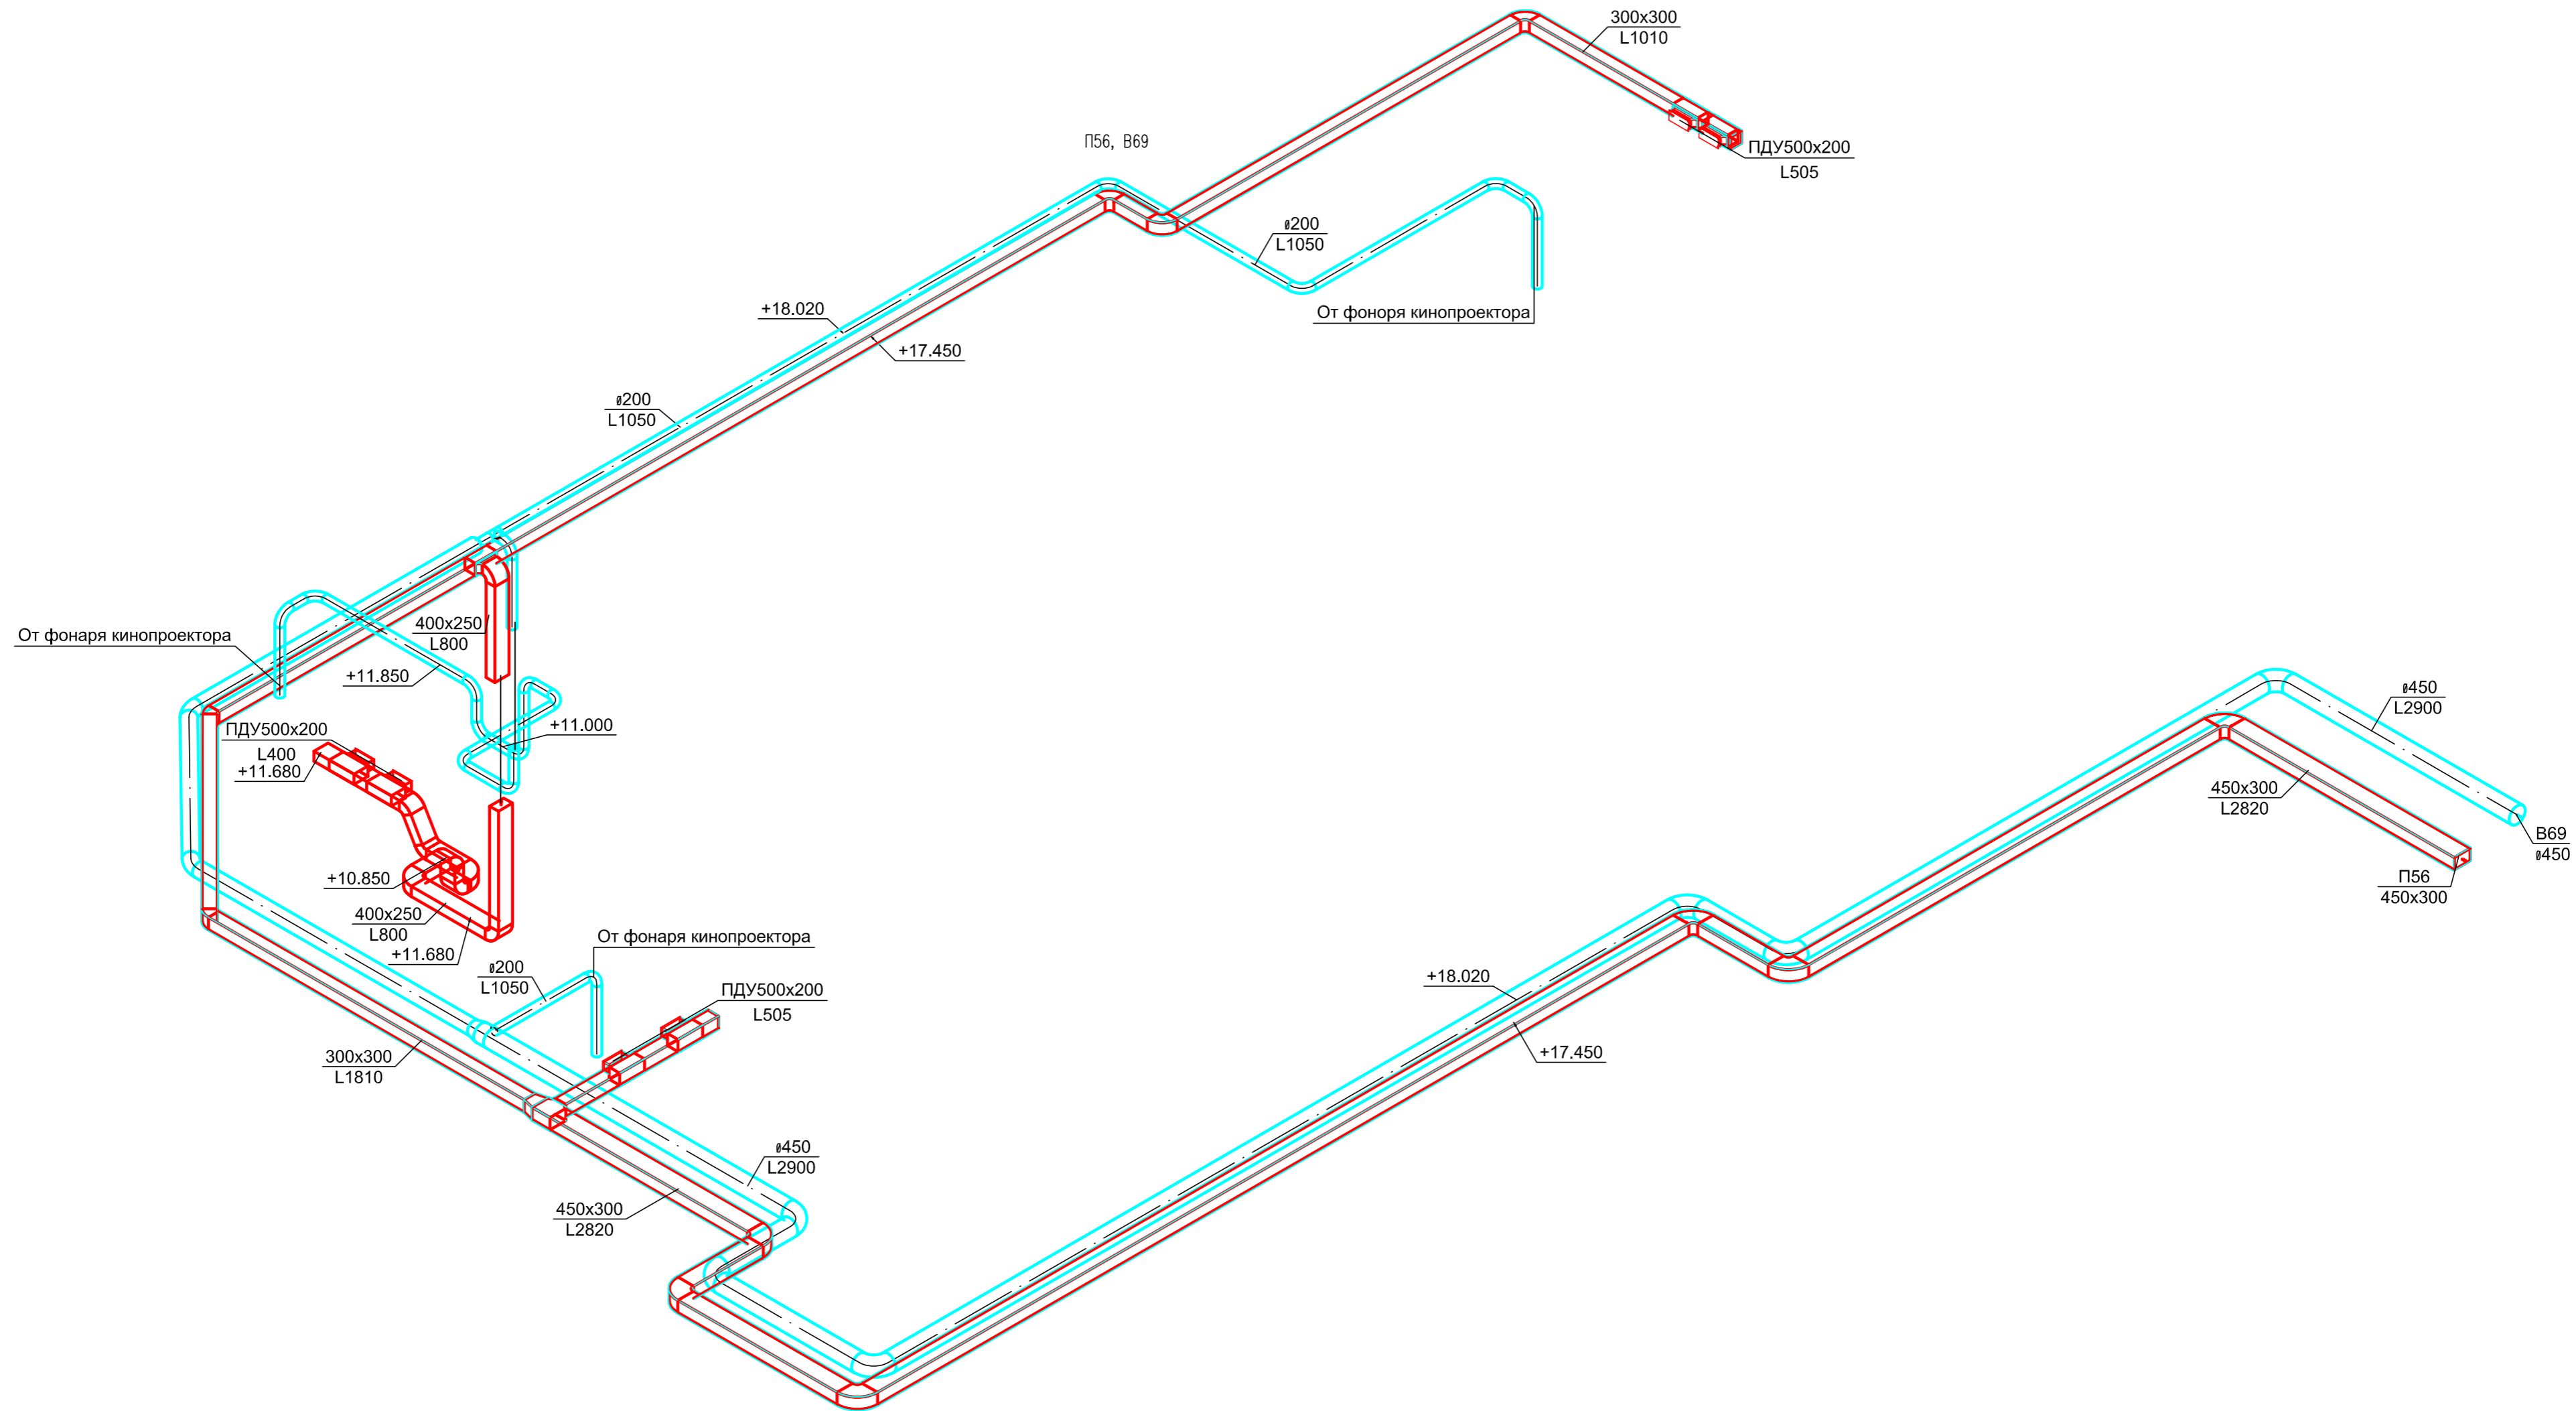 300x300
L1010
П56, В69
ПДУ500x200
L505
ø200
L1050
+18.020
От фоноря кинопроектора
+17.450
ø200
L1050
400x250
L800
От фонаря кинопроектора
+11.850
+11.000
ПДУ500x200
L400
+11.680
ø450
L2900
450x300
L2820
В69
ø450
П56
450x300
+10.850
400x250
L800
+11.680
От фонаря кинопроектора
ø200
L1050
ПДУ500x200
L505
+18.020
+17.450
300x300
L1810
ø450
L2900
450x300
L2820